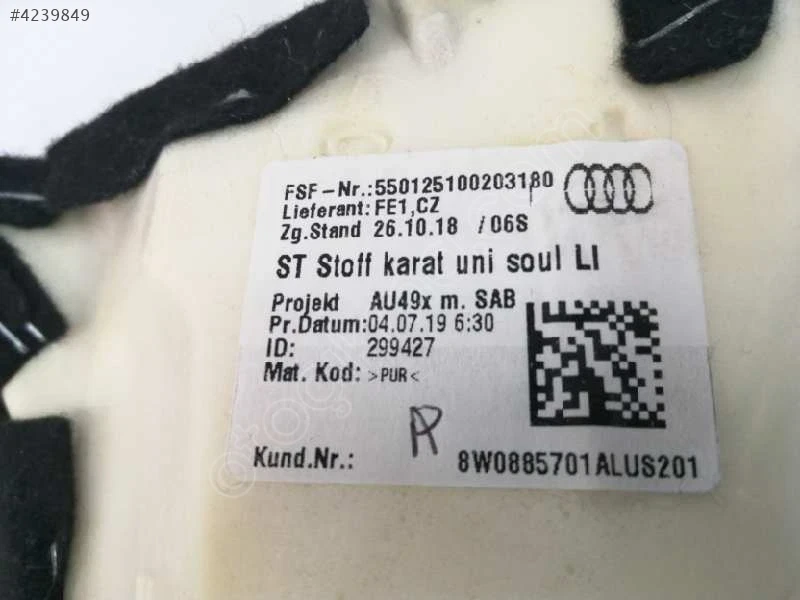 #4239849
FSF-Nr.:550125100203180
Lieferant: FE1,CZ
Zg.Stand 26.10.18 /06S
ST Stoff karat uni soul LI
Projekt AU49x m. SAB
Pr.Datum:04.07.19 6:30
ID: 299427
Mat. Kod: >PUR<
Kund.Nr.: 8W0885701ALUS201